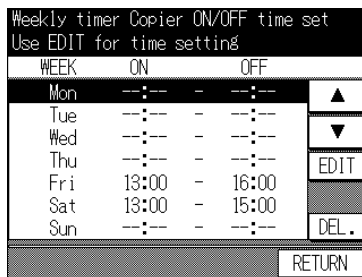 Weekly timer Copier ON/OFF time set
Use EDIT for time setting
WEEK ON OFF
Mon --:-- - --:--
Tue --:-- - --:--
Wed --:-- - --:--
Thu --:-- - --:--
Fri 13:00 - 16:00
Sat 13:00 - 15:00
Sun --:-- - --:--
▲
▼
EDIT
DEL.
RETURN